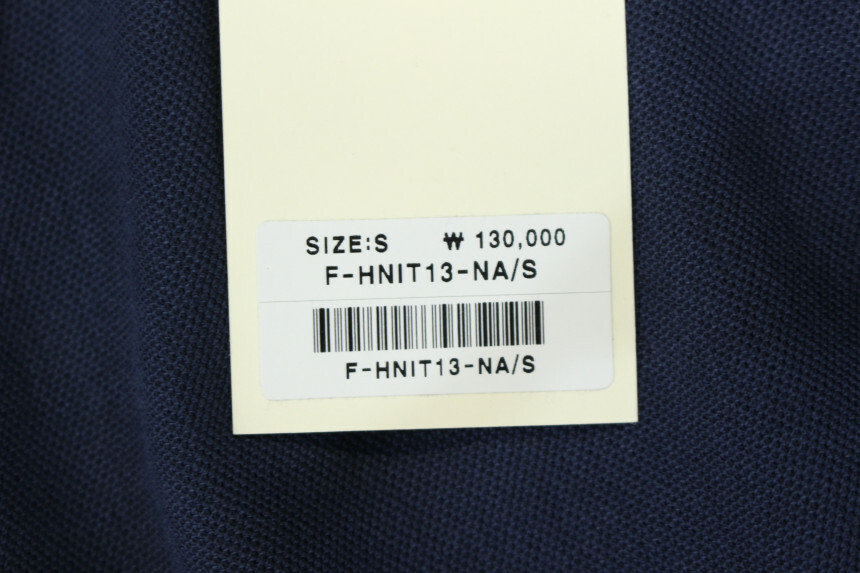 SIZE:S ₩ 130,000
F-HNIT13-NA/S
F-HNIT13-NA/S